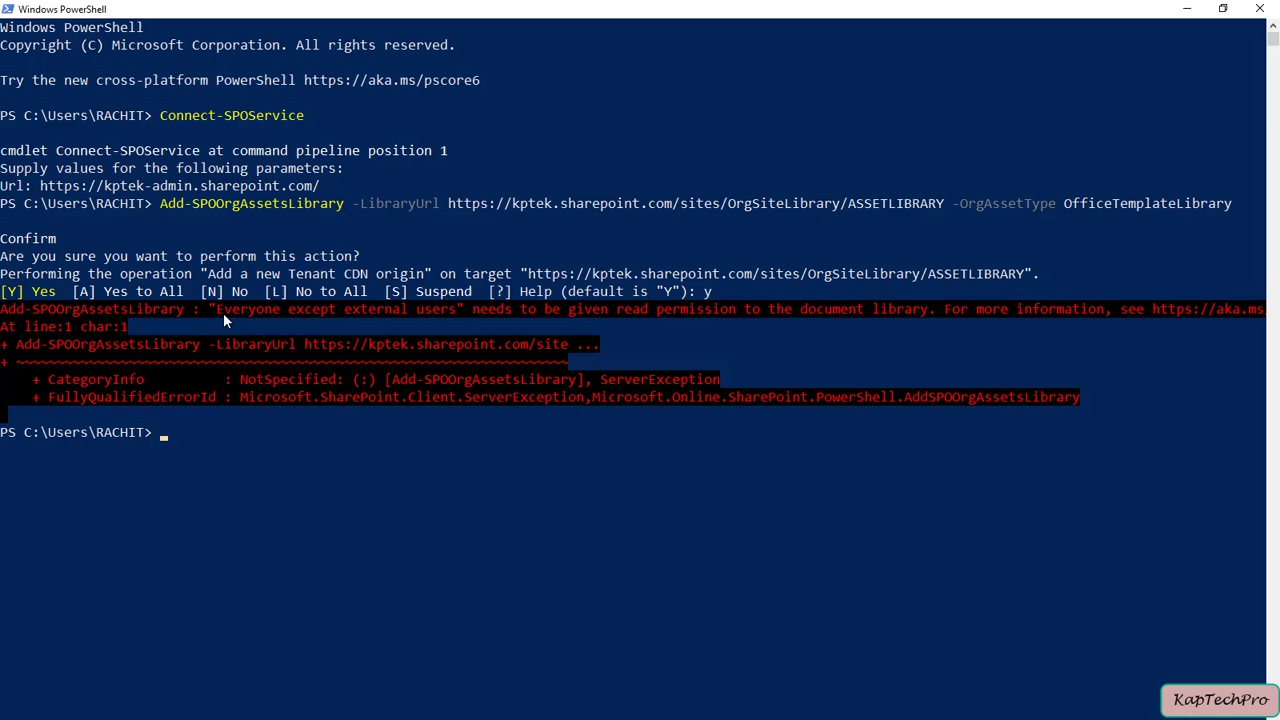 Windows PowerShell
Windows PowerShell
Copyright (C) Microsoft Corporation. All rights reserved.
Try the new cross-platform PowerShell https://aka.ms/pscore6
PS C:\Users\RACHIT> Connect-SPOService
cmdlet Connect-SPOService at command pipeline position 1
Supply values for the following parameters:
Url: https://kptek-admin.sharepoint.com/
PS C:\Users\RACHIT> Add-SPOOrgAssetsLibrary -LibraryUrl https://kptek.sharepoint.com/sites/OrgSiteLibrary/ASSETLIBRARY -OrgAssetType OfficeTemplateLibrary
Confirm
Are you sure you want to perform this action?
Performing the operation "Add a new Tenant CDN origin" on target "https://kptek.sharepoint.com/sites/OrgSiteLibrary/ASSETLIBRARY".
[Y] Yes  [A] Yes to All  [N] No  [L] No to All  [S] Suspend  [?] Help (default is "Y"): y
Add-SPOOrgAssetsLibrary : "Everyone except external users" needs to be given read permission to the document library. For more information, see https://aka.ms
At line:1 char:1
+ Add-SPOOrgAssetsLibrary -LibraryUrl https://kptek.sharepoint.com/site ...
+ ~~~~~~~~~~~~~~~~~~~~~~~~~~~~~~~~~~~~~~~~~~~~~~~~~~~~~~~~~~~~~~~~~~~~~
+ CategoryInfo          : NotSpecified: (:) [Add-SPOOrgAssetsLibrary], ServerException
+ FullyQualifiedErrorId : Microsoft.SharePoint.Client.ServerException,Microsoft.Online.SharePoint.PowerShell.AddSPOOrgAssetsLibrary
PS C:\Users\RACHIT>
KapTechPro